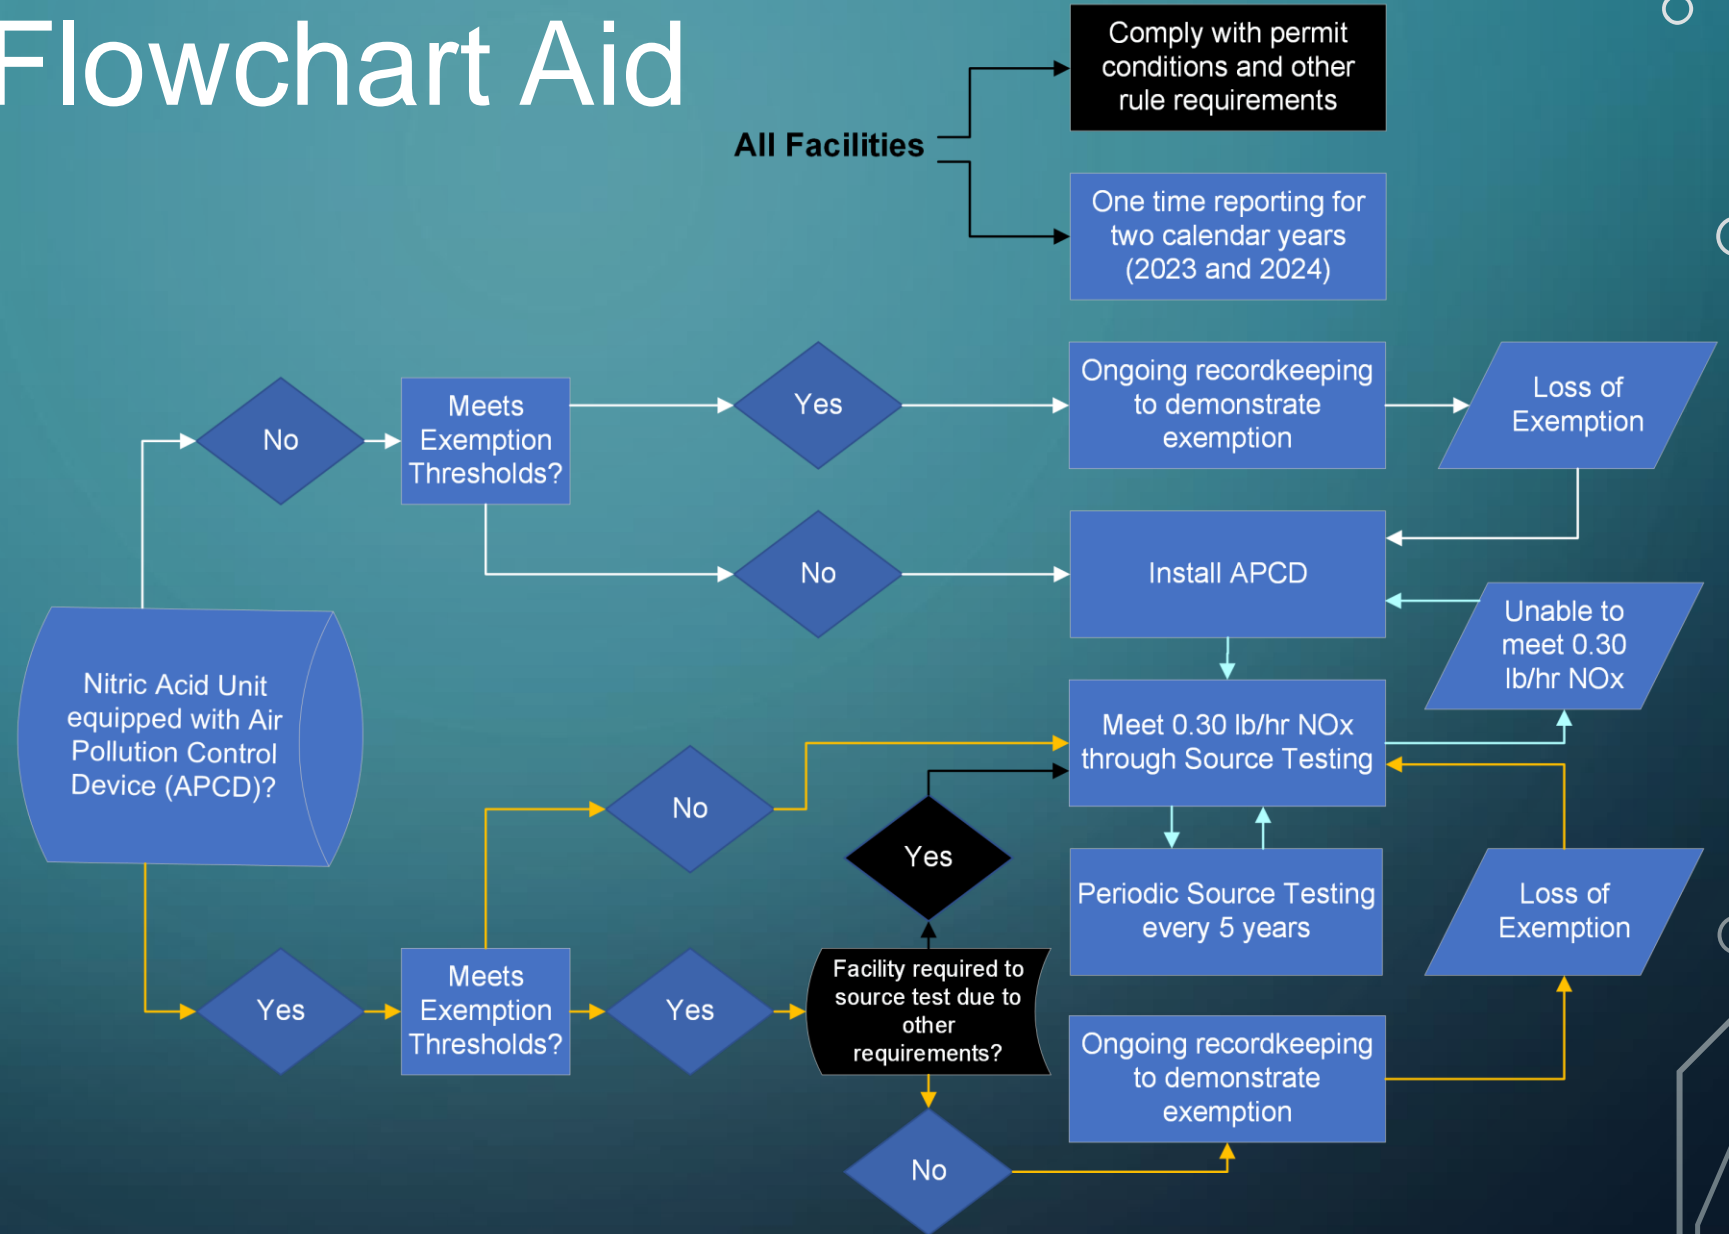 Flowchart Aid
Comply with permit
conditions and other
rule requirements
All Facilities
One time reporting for
two calendar years
(2023 and 2024)
No
Meets
Exemption
Thresholds?
Yes
Ongoing recordkeeping
to demonstrate
exemption
Loss of
Exemption
No
Install APCD
Unable to
meet 0.30
lb/hr NOx
Nitric Acid Unit
equipped with Air
Pollution Control
Device (APCD)?
Meet 0.30 lb/hr NOx
through Source Testing
No
Yes
Periodic Source Testing
every 5 years
Loss of
Exemption
Yes
Meets
Exemption
Thresholds?
Yes
Facility required to
source test due to
other
requirements?
Ongoing recordkeeping
to demonstrate
exemption
No